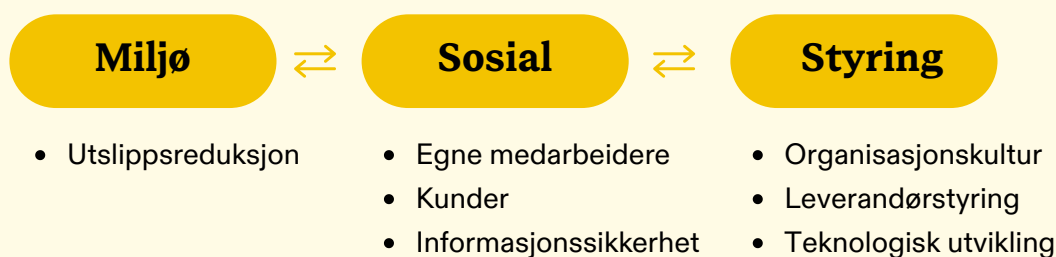 Miljø
• Utslippsreduksjon
Sosial
• Egne medarbeidere
• Kunder
• Informasjonssikkerhet
Styring
• Organisasjonskultur
• Leverandørstyring
• Teknologisk utvikling